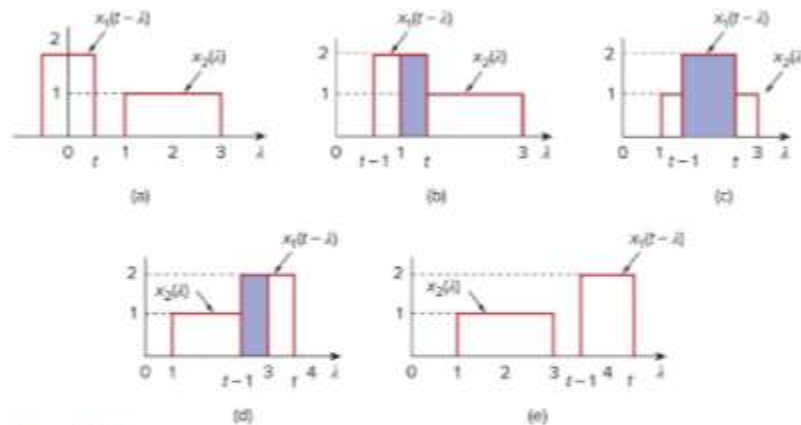 x₁(t − λ)
2
x₂(λ)
1
0 t 1 2 3 λ
(a)
x₁(t − λ)
2
x₂(λ)
1
0 t−1 1 t 3 λ
(b)
x₁(t − λ)
2
x₂(λ)
1
0 1 t−1 t 3 λ
(c)
x₁(t − λ)
2
x₂(λ)
1
0 1 t−1 3 t 4 λ
(d)
x₁(t − λ)
2
x₂(λ)
1
0 1 2 3 t−1 4 t λ
(e)